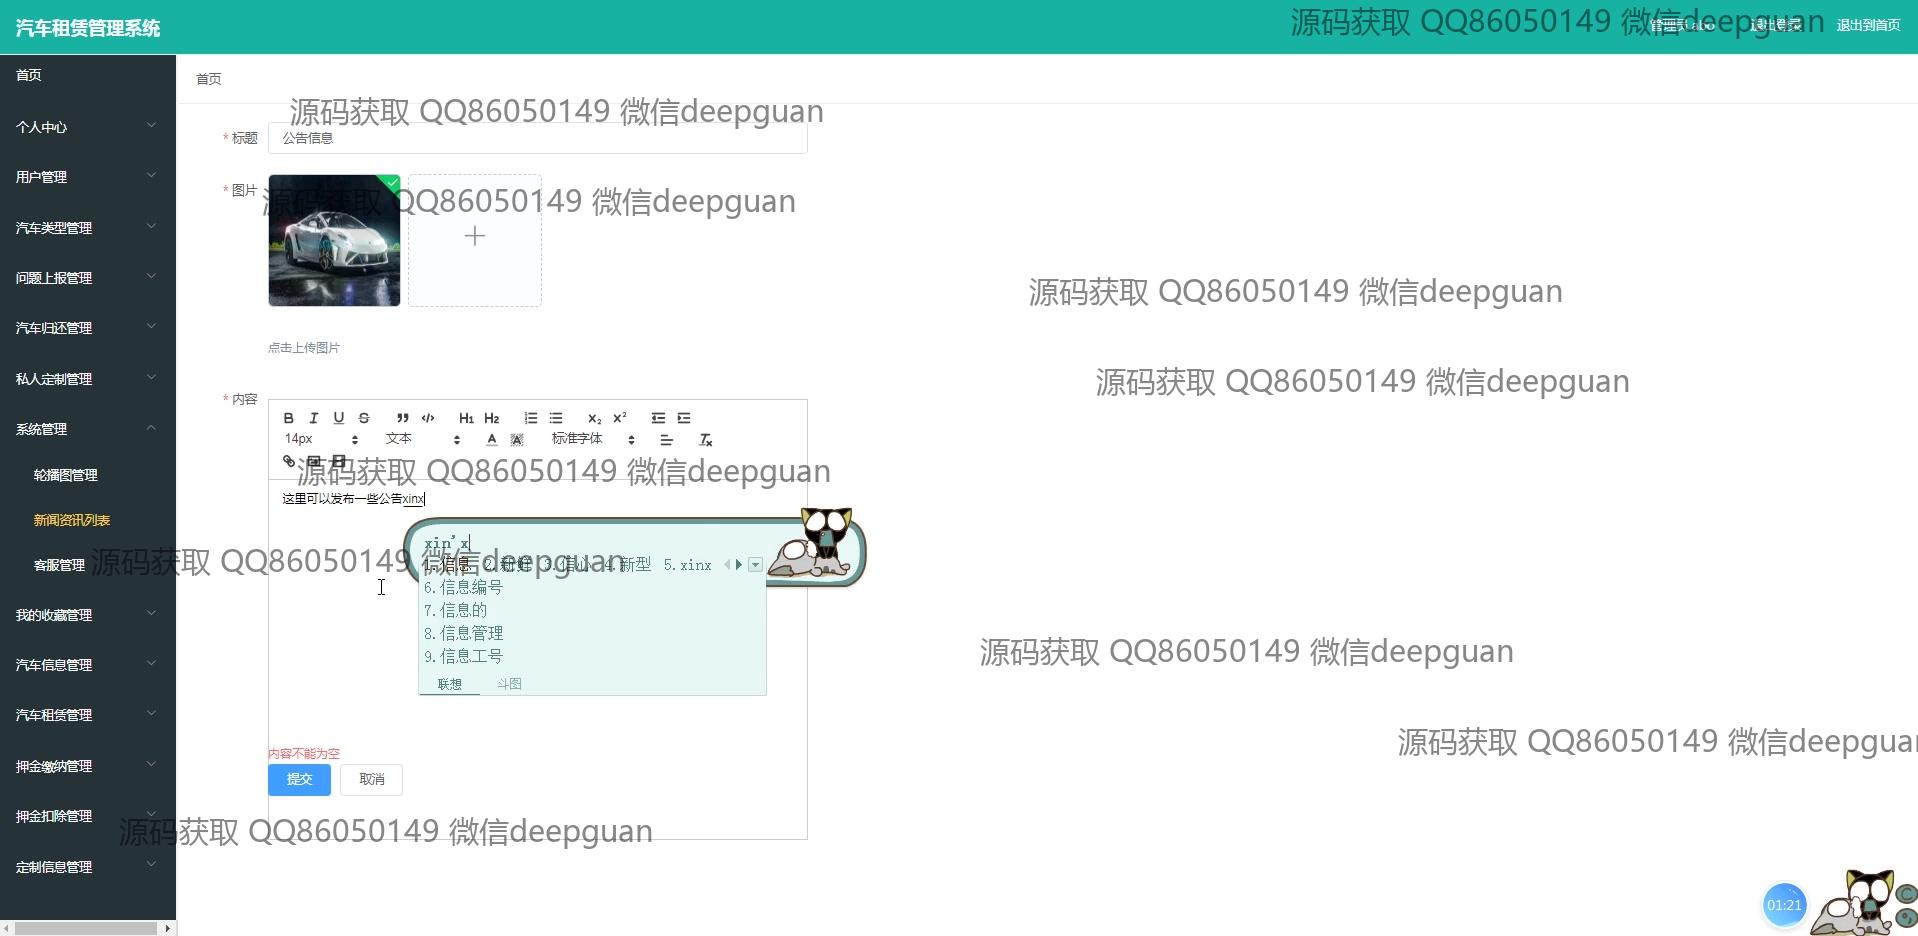 汽车租赁管理系统
源码获取 QQ86050149 微信deepguan
管理员 abo 退出登录 退出到首页
首页
个人中心
用户管理
汽车类型管理
问题上报管理
汽车归还管理
私人定制管理
系统管理
轮播图管理
新闻资讯列表
客服管理
我的收藏管理
汽车信息管理
汽车租赁管理
押金缴纳管理
押金扣除管理
定制信息管理
首页
源码获取 QQ86050149 微信deepguan
* 标题 公告信息
* 图片
源码获取 QQ86050149 微信deepguan
源码获取 QQ86050149 微信deepguan
点击上传图片
源码获取 QQ86050149 微信deepguan
* 内容
B I U S H1 H2 X2 X2
14px 文本 A A 标准字体 Tx
源码获取 QQ86050149 微信deepguan
这里可以发布一些公告xinx
xin'x
源码获取 QQ86050149 微信deepguan
1.信息 2.新鲜 3.信心 4.新型 5.xinx
6.信息编号
7.信息的
8.信息管理
9.信息工号
联想 斗图
源码获取 QQ86050149 微信deepguan
源码获取 QQ86050149 微信deepguan
内容不能为空
提交 取消
源码获取 QQ86050149 微信deepguan
01:21